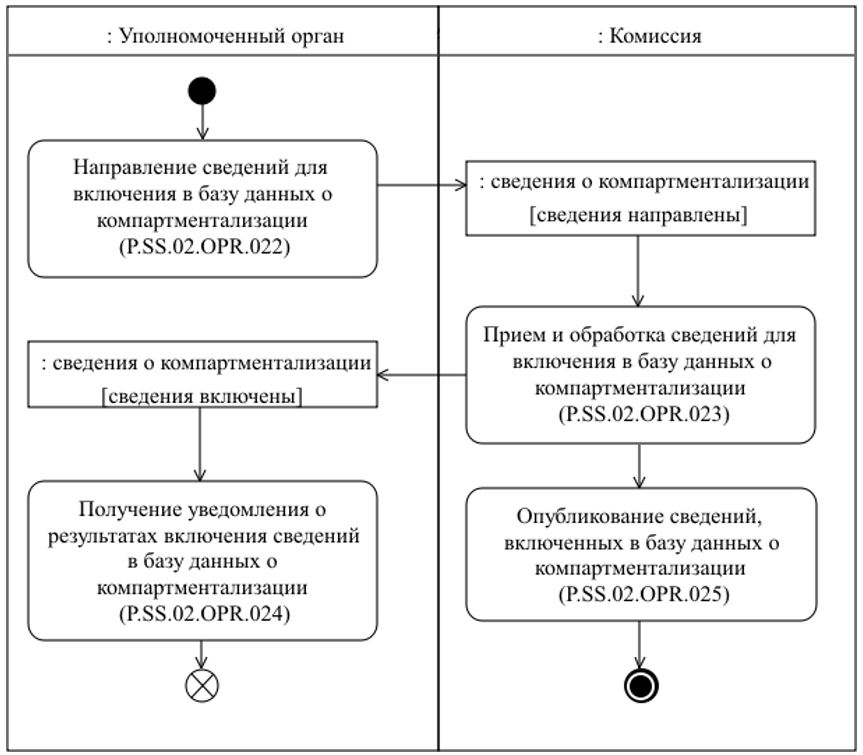 : Уполномоченный орган
: Комиссия
Направление сведений для
включения в базу данных о
компартментализации
(P.SS.02.OPR.022)
: сведения о компартментализации
[сведения направлены]
Прием и обработка сведений для
включения в базу данных о
компартментализации
(P.SS.02.OPR.023)
: сведения о компартментализации
[сведения включены]
Получение уведомления о
результатах включения сведений
в базу данных о
компартментализации
(P.SS.02.OPR.024)
Опубликование сведений,
включенных в базу данных о
компартментализации
(P.SS.02.OPR.025)